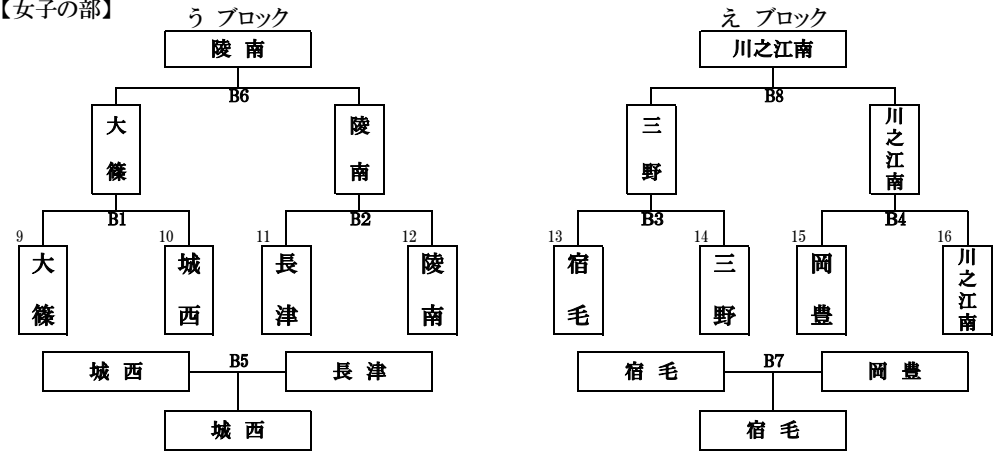 【女子の部】
う ブロック
陵 南
B6
大篠
陵南
B1
B2
9
10
11
12
大篠
城西
長津
陵南
城 西
B5
長 津
城 西
え ブロック
川之江南
B8
三野
川之江南
B3
B4
13
14
15
16
宿毛
三野
岡豊
川之江南
宿 毛
B7
岡 豊
宿 毛